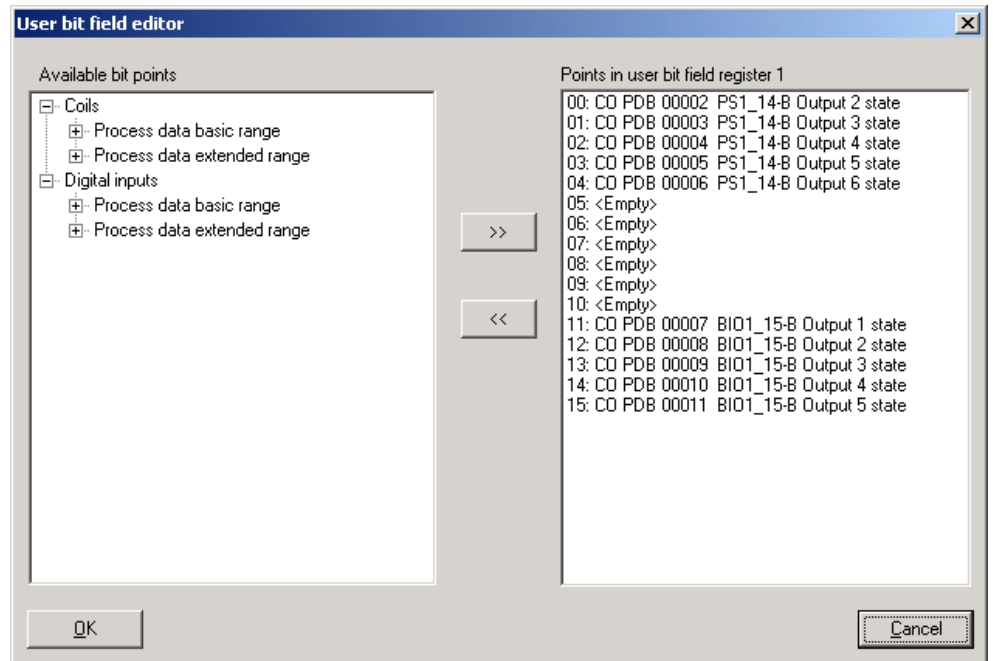 User bit field editor
Available bit points
Coils
Process data basic range
Process data extended range
Digital inputs
Process data basic range
Process data extended range
>>
<<
Points in user bit field register 1
00: CO PDB 00002 PS1_14-B Output 2 state
01: CO PDB 00003 PS1_14-B Output 3 state
02: CO PDB 00004 PS1_14-B Output 4 state
03: CO PDB 00005 PS1_14-B Output 5 state
04: CO PDB 00006 PS1_14-B Output 6 state
05: <Empty>
06: <Empty>
07: <Empty>
08: <Empty>
09: <Empty>
10: <Empty>
11: CO PDB 00007 BIO1_15-B Output 1 state
12: CO PDB 00008 BIO1_15-B Output 2 state
13: CO PDB 00009 BIO1_15-B Output 3 state
14: CO PDB 00010 BIO1_15-B Output 4 state
15: CO PDB 00011 BIO1_15-B Output 5 state
OK
Cancel